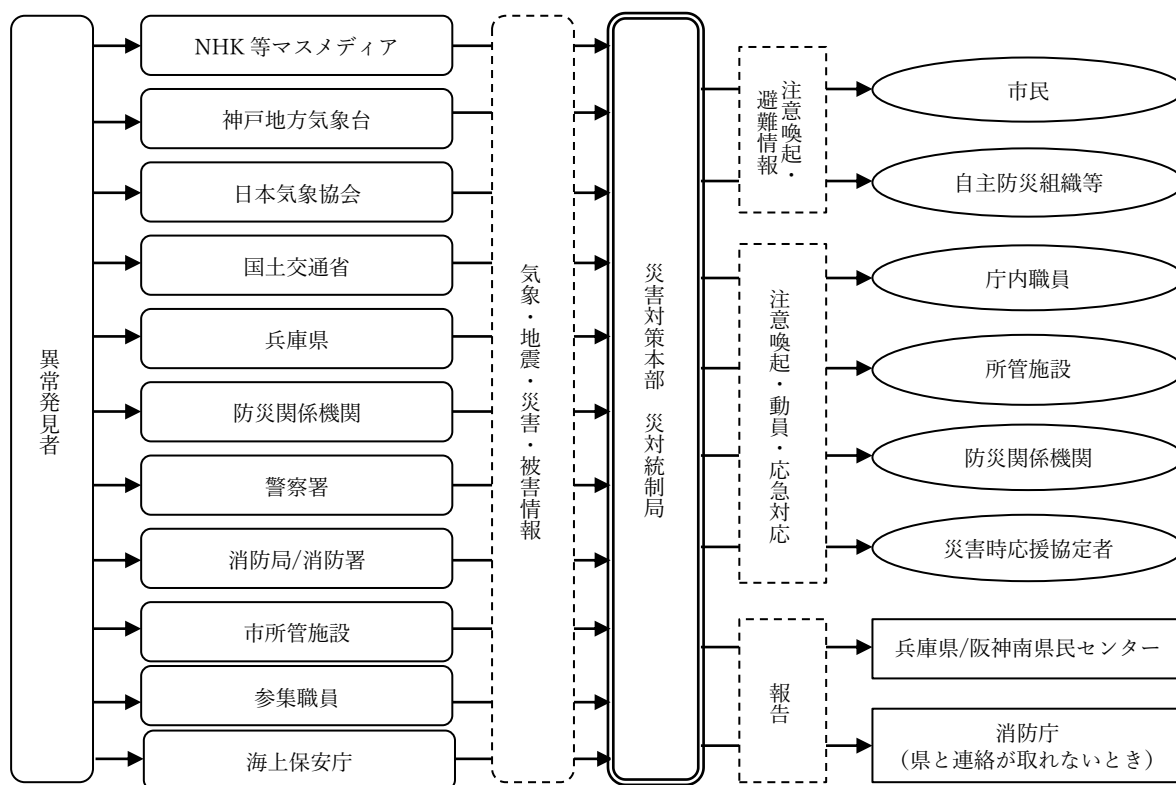 異常発見者
NHK 等マスメディア
神戸地方気象台
日本気象協会
国土交通省
兵庫県
防災関係機関
警察署
消防局/消防署
市所管施設
参集職員
海上保安庁
気象・地震・災害・被害情報
災害対策本部　災対統制局
注意喚起・
避難情報
市民
自主防災組織等
注意喚起・動員・応急対応
庁内職員
所管施設
防災関係機関
災害時応援協定者
報告
兵庫県/阪神南県民センター
消防庁
（県と連絡が取れないとき）